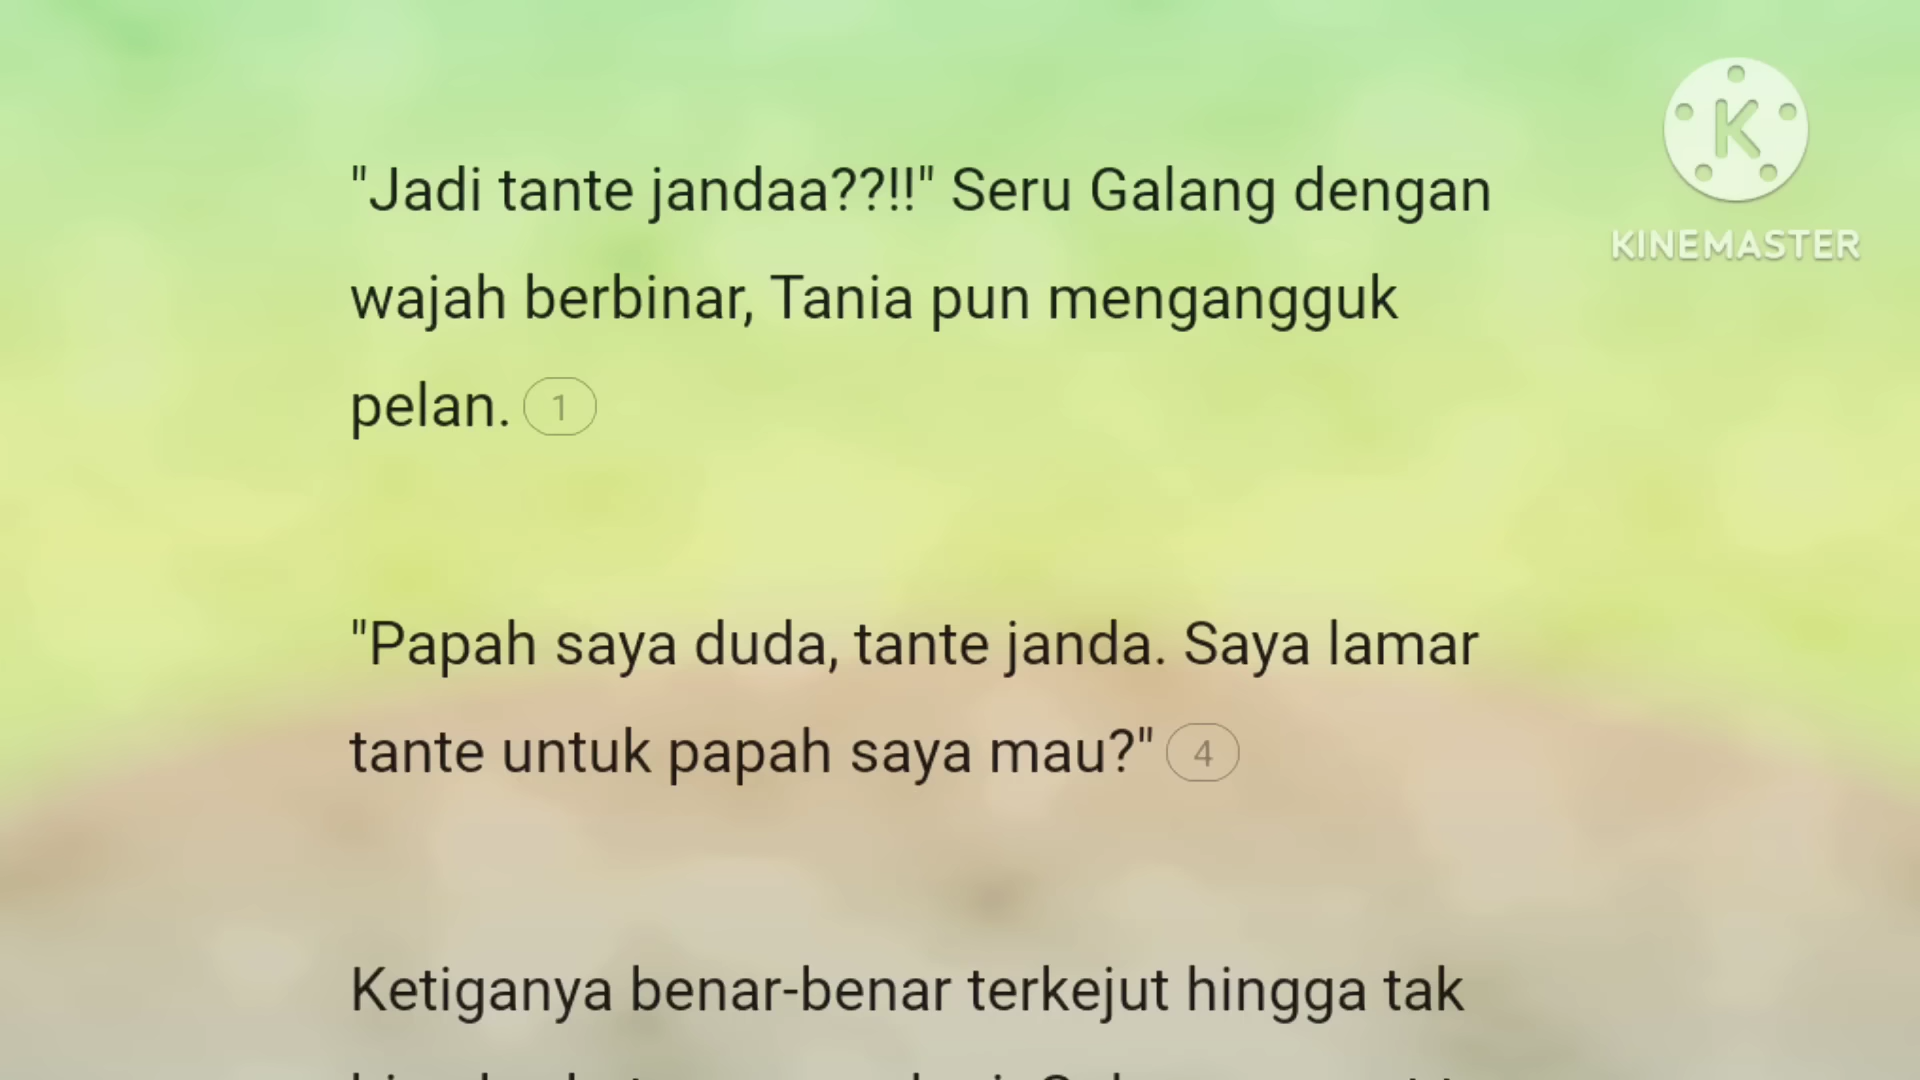 "Jadi tante jandaa??!!" Seru Galang dengan
wajah berbinar, Tania pun mengangguk
pelan. 1
"Papah saya duda, tante janda. Saya lamar
tante untuk papah saya mau?" 4
Ketiganya benar-benar terkejut hingga tak
K
KINEMASTER